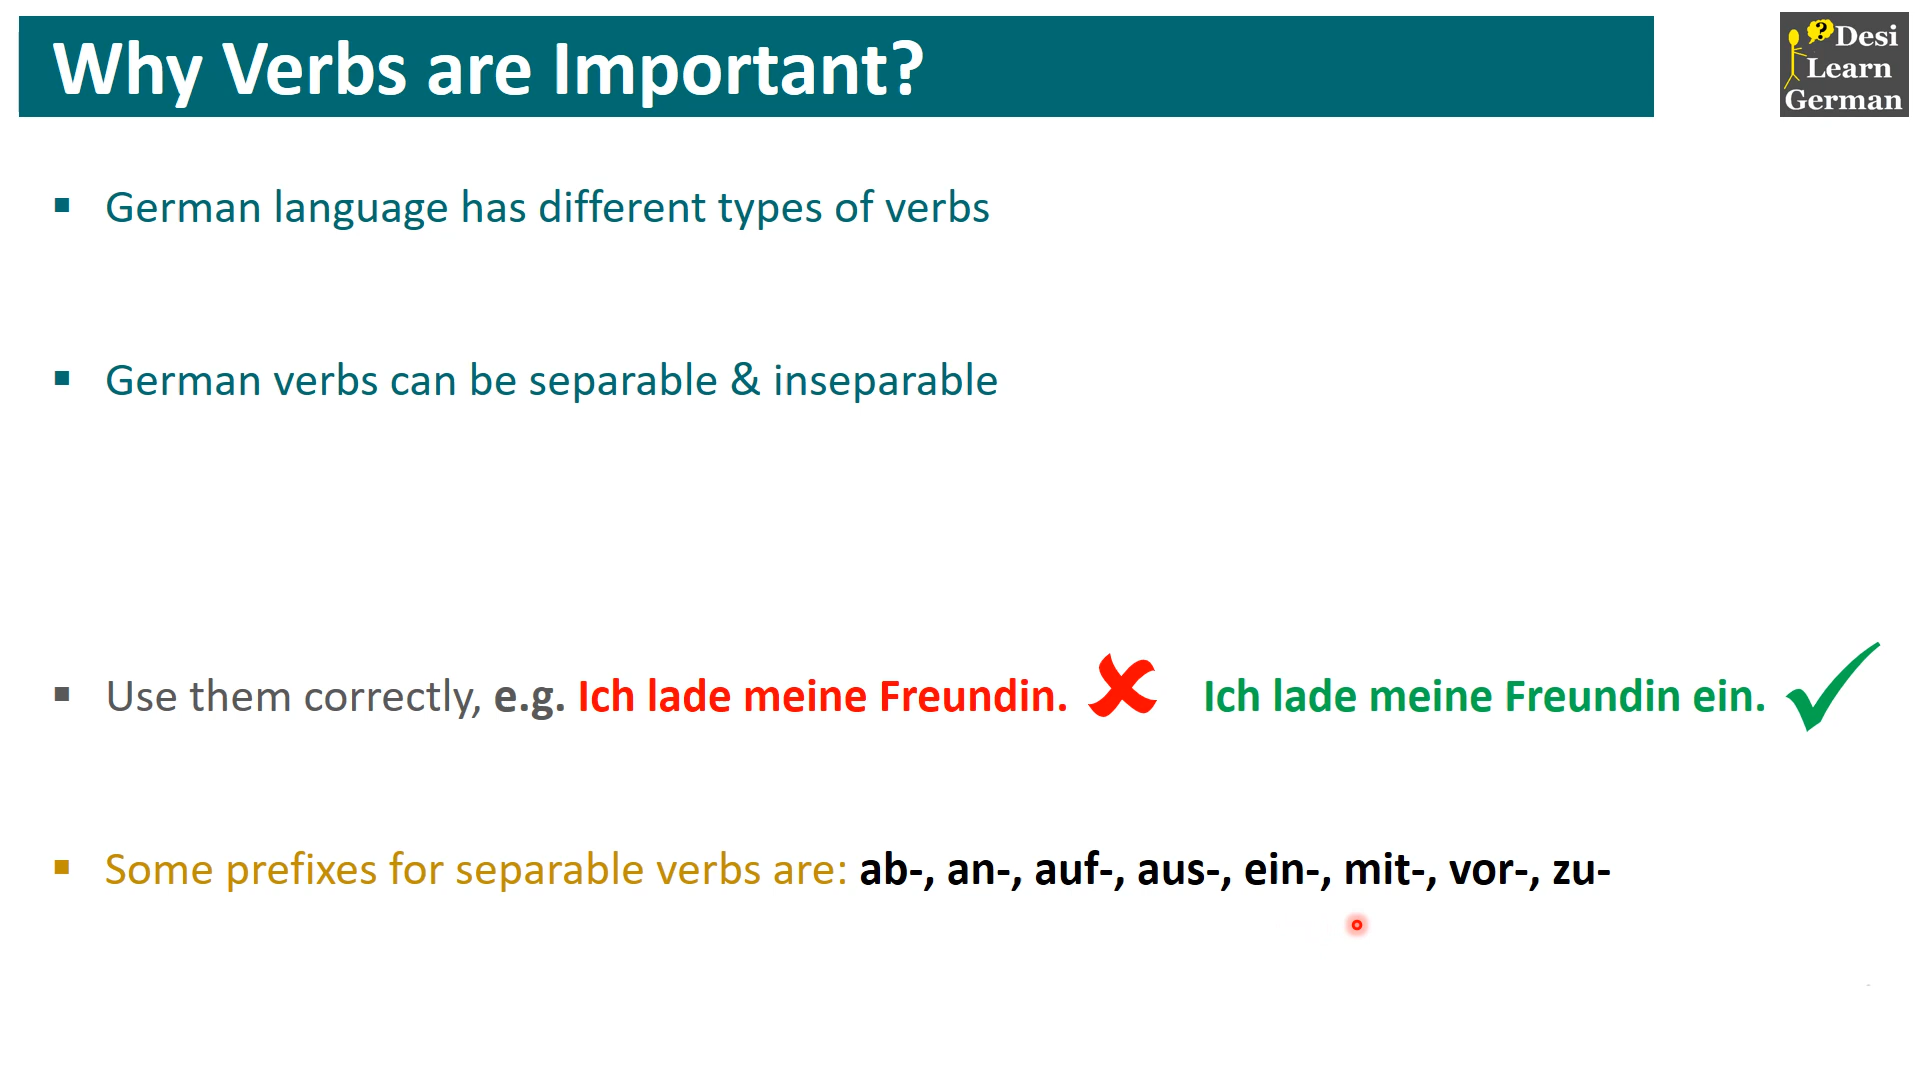 Why Verbs are Important?
? Desi
Learn
German
▪ German language has different types of verbs
▪ German verbs can be separable & inseparable
▪ Use them correctly, e.g. Ich lade meine Freundin. ✘ Ich lade meine Freundin ein. ✓
▪ Some prefixes for separable verbs are: ab-, an-, auf-, aus-, ein-, mit-, vor-, zu-